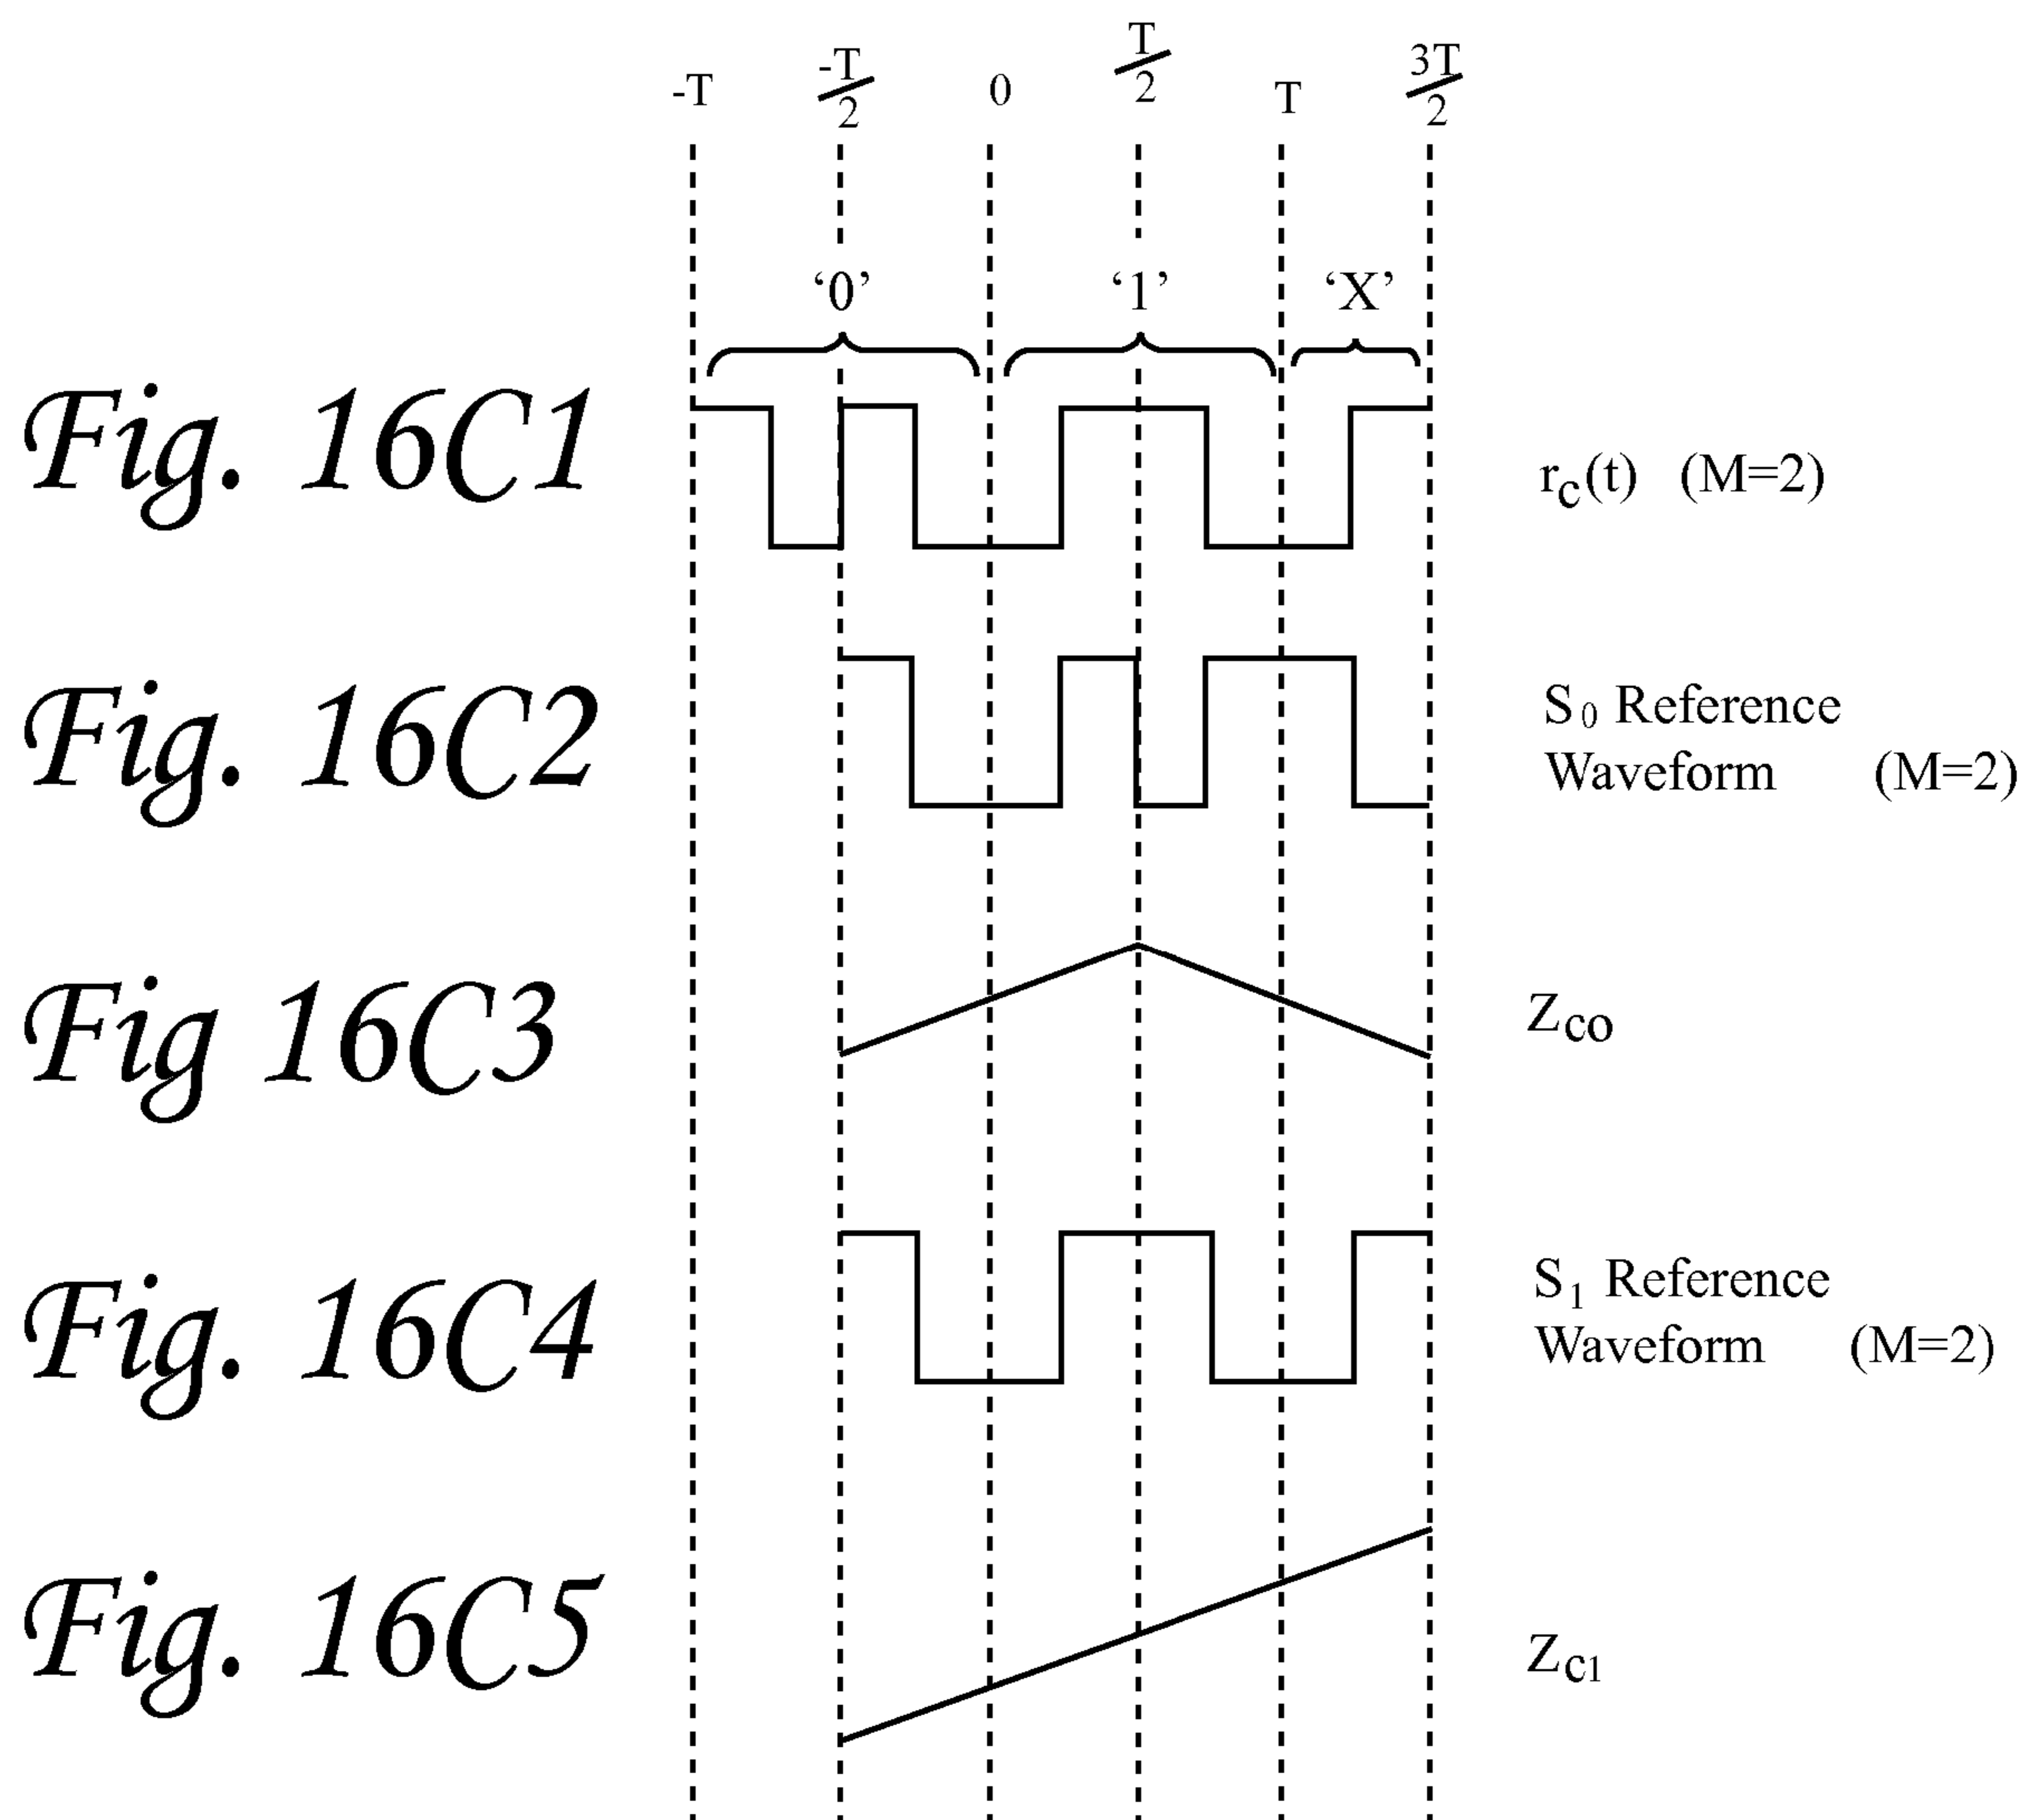 -T -T/2 0 T/2 T 3T/2
‘0’ ‘1’ ‘X’
Fig. 16C1 rC(t) (M=2)
Fig. 16C2 S0 Reference
Waveform (M=2)
Fig 16C3 ZCO
Fig. 16C4 S1 Reference
Waveform (M=2)
Fig. 16C5 ZC1